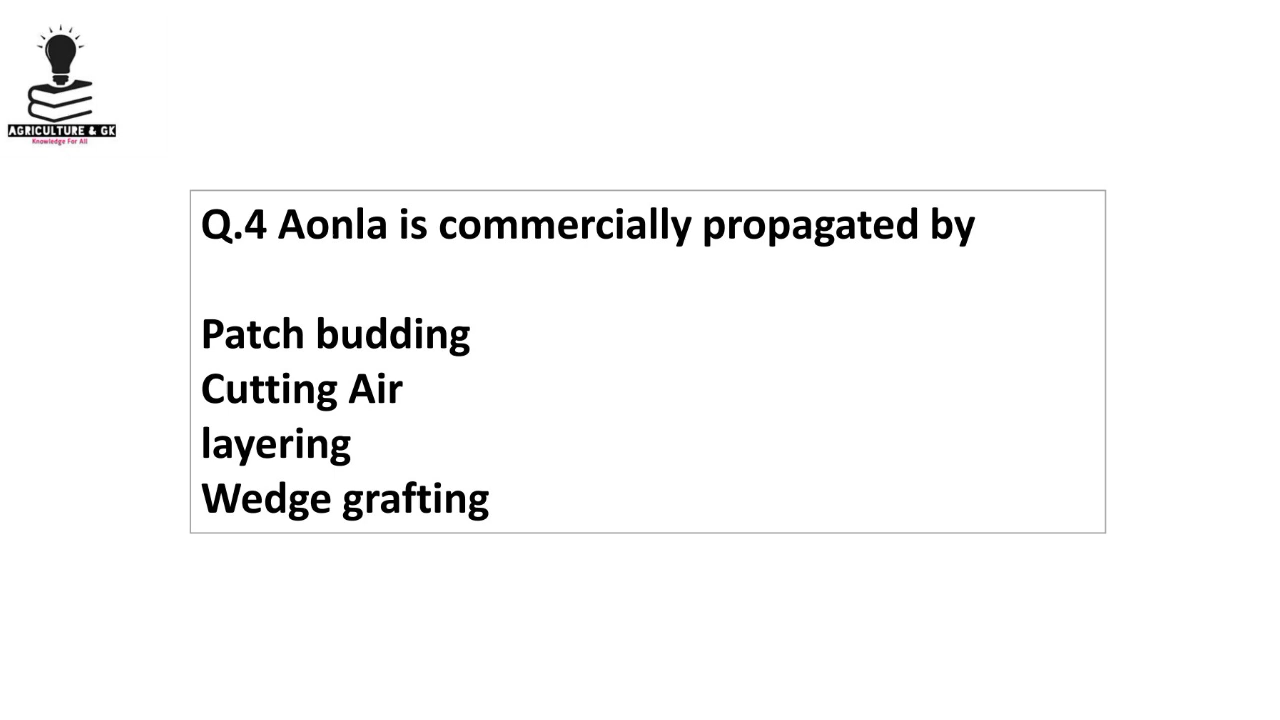 AGRICULTURE & GK
Knowledge For All
Q.4 Aonla is commercially propagated by
Patch budding
Cutting Air
layering
Wedge grafting